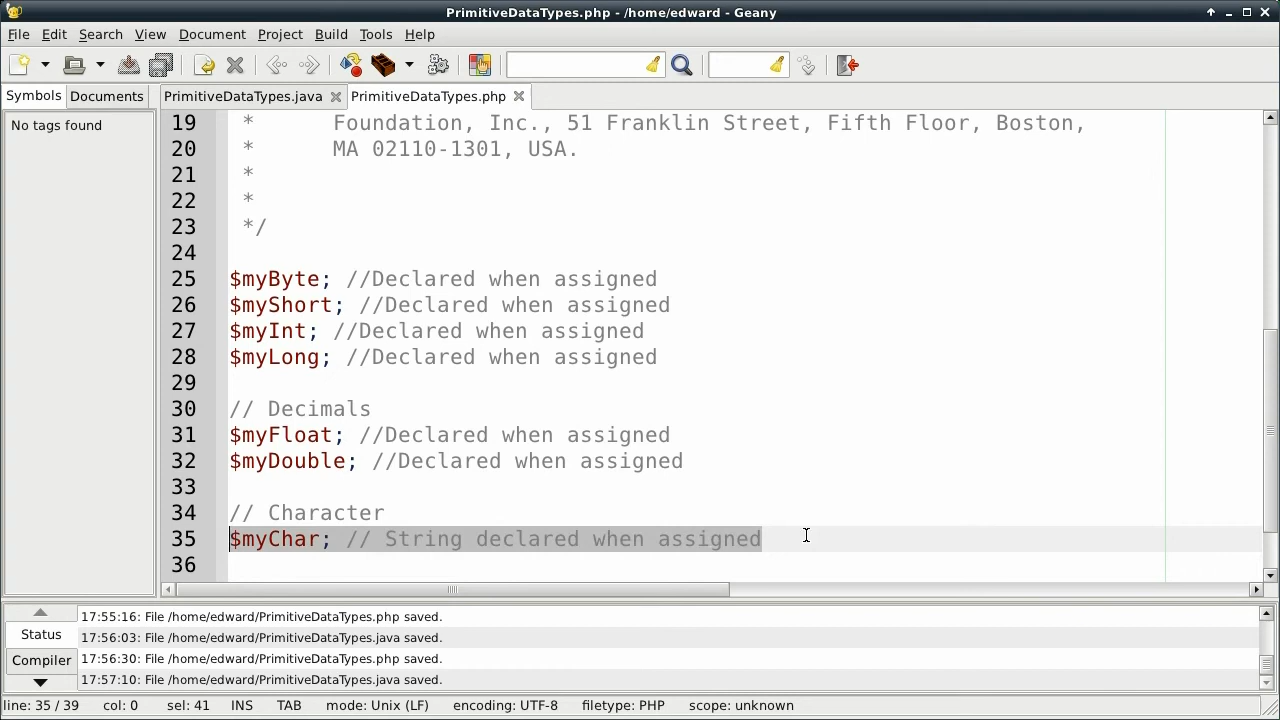 PrimitiveDataTypes.php - /home/edward - Geany
File Edit Search View Document Project Build Tools Help
Symbols Documents PrimitiveDataTypes.java PrimitiveDataTypes.php
No tags found
19 * Foundation, Inc., 51 Franklin Street, Fifth Floor, Boston,
20 * MA 02110-1301, USA.
21 *
22 *
23 */
24
25 $myByte; //Declared when assigned
26 $myShort; //Declared when assigned
27 $myInt; //Declared when assigned
28 $myLong; //Declared when assigned
29
30 // Decimals
31 $myFloat; //Declared when assigned
32 $myDouble; //Declared when assigned
33
34 // Character
35 $myChar; // String declared when assigned
36
Status
Compiler
17:55:16: File /home/edward/PrimitiveDataTypes.php saved.
17:56:03: File /home/edward/PrimitiveDataTypes.java saved.
17:56:30: File /home/edward/PrimitiveDataTypes.php saved.
17:57:10: File /home/edward/PrimitiveDataTypes.java saved.
line: 35 / 39 col: 0 sel: 41 INS TAB mode: Unix (LF) encoding: UTF-8 filetype: PHP scope: unknown